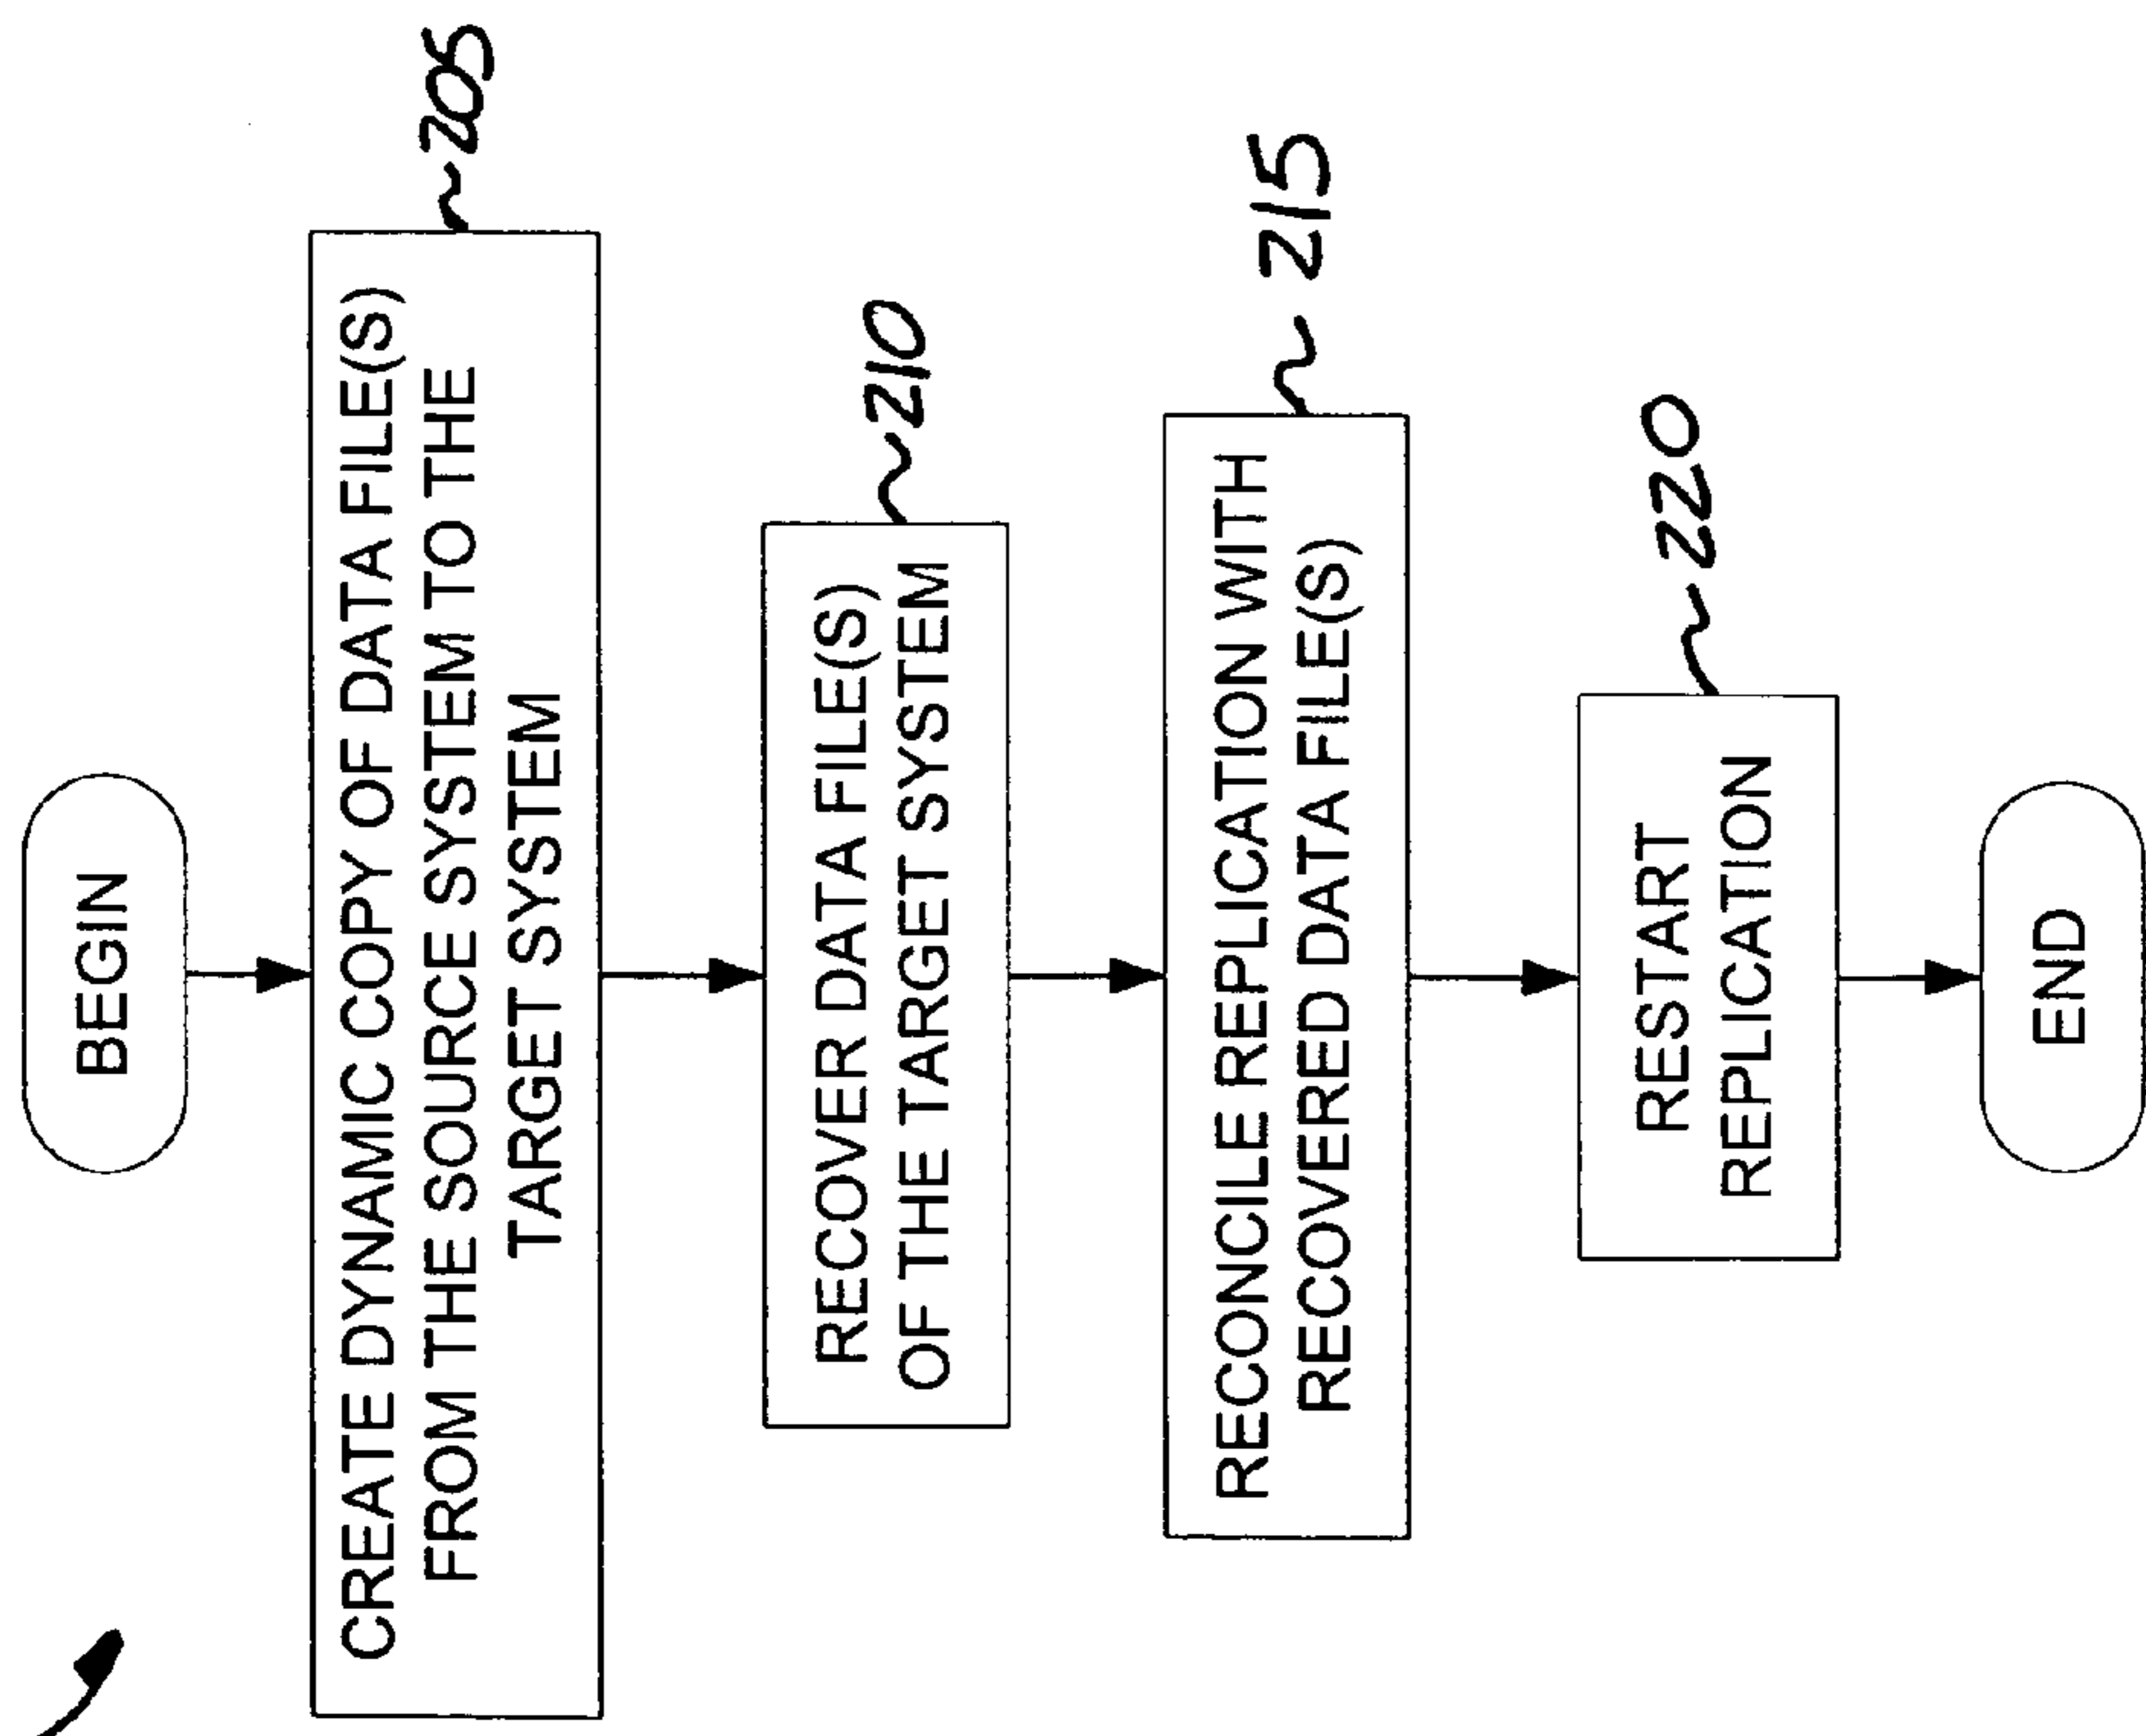 BEGIN
CREATE DYNAMIC COPY OF DATA FILE(S)
FROM THE SOURCE SYSTEM TO THE
TARGET SYSTEM
205
RECOVER DATA FILE(S)
OF THE TARGET SYSTEM
210
RECONCILE REPLICATION WITH
RECOVERED DATA FILE(S)
215
RESTART
REPLICATION
220
END